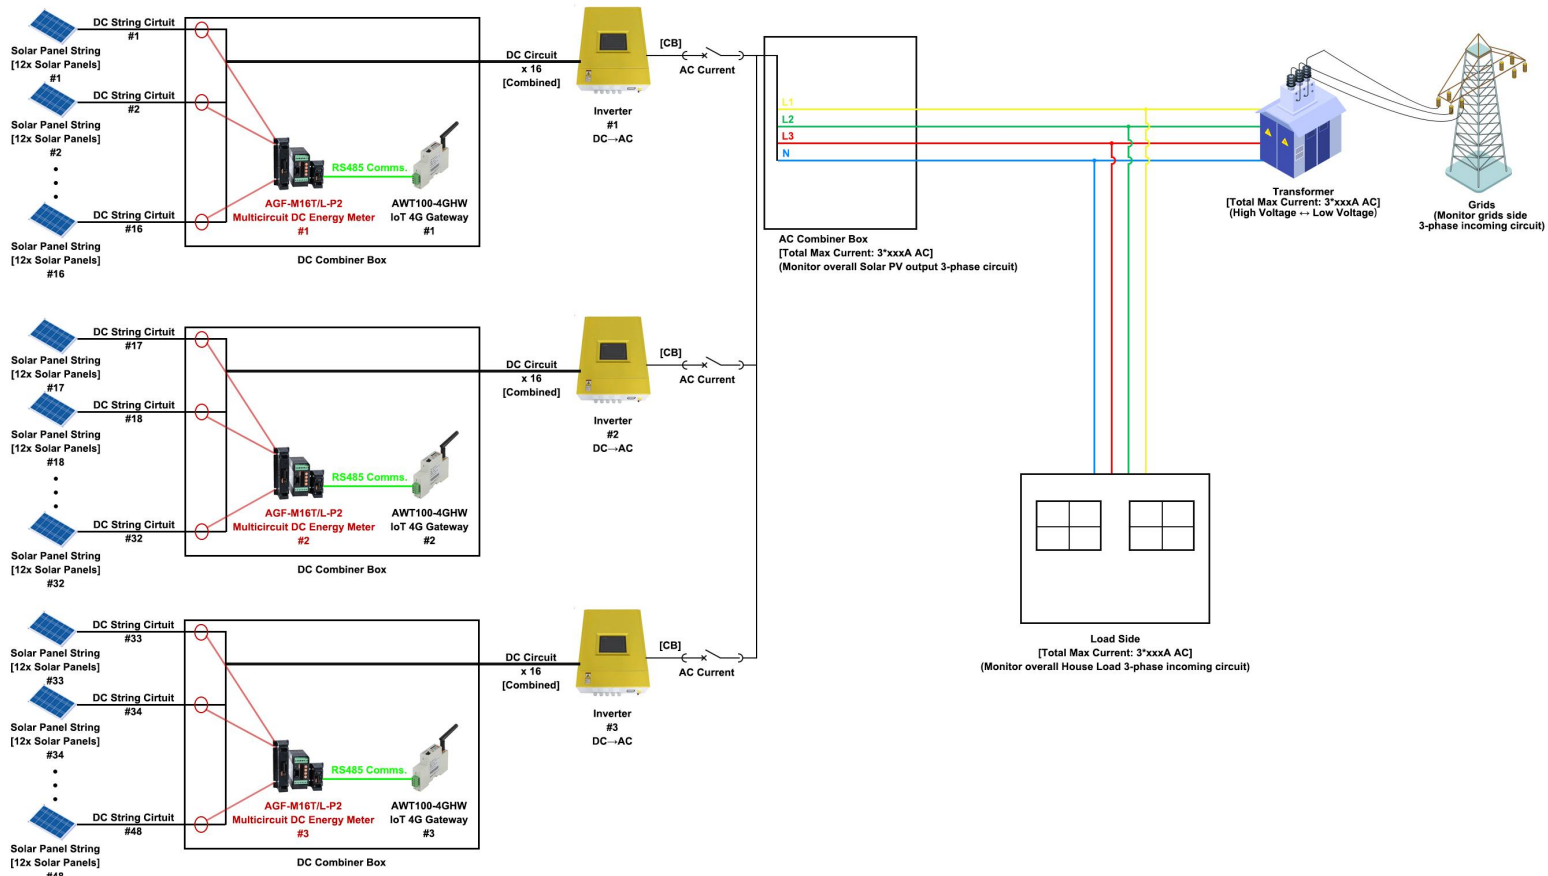 DC String Cirtuit
#1
Solar Panel String
[12x Solar Panels]
#1
DC String Cirtuit
#2
Solar Panel String
[12x Solar Panels]
#2
DC String Cirtuit
#16
Solar Panel String
[12x Solar Panels]
#16
RS485 Comms.
AGF-M16T/L-P2
Multicircuit DC Energy Meter
#1
AWT100-4GHW
IoT 4G Gateway
#1
DC Combiner Box
DC Circuit
x 16
[Combined]
Inverter
#1
DC→AC
[CB]
AC Current
DC String Cirtuit
#17
Solar Panel String
[12x Solar Panels]
#17
DC String Cirtuit
#18
Solar Panel String
[12x Solar Panels]
#18
DC String Cirtuit
#32
Solar Panel String
[12x Solar Panels]
#32
RS485 Comms.
AGF-M16T/L-P2
Multicircuit DC Energy Meter
#2
AWT100-4GHW
IoT 4G Gateway
#2
DC Combiner Box
DC Circuit
x 16
[Combined]
Inverter
#2
DC→AC
[CB]
AC Current
DC String Cirtuit
#33
Solar Panel String
[12x Solar Panels]
#33
DC String Cirtuit
#34
Solar Panel String
[12x Solar Panels]
#34
DC String Cirtuit
#48
Solar Panel String
[12x Solar Panels]
#48
RS485 Comms.
AGF-M16T/L-P2
Multicircuit DC Energy Meter
#3
AWT100-4GHW
IoT 4G Gateway
#3
DC Combiner Box
DC Circuit
x 16
[Combined]
Inverter
#3
DC→AC
[CB]
AC Current
L1
L2
L3
N
AC Combiner Box
[Total Max Current: 3*xxxA AC]
(Monitor overall Solar PV output 3-phase circuit)
Transformer
[Total Max Current: 3*xxxA AC]
(High Voltage ↔ Low Voltage)
Grids
(Monitor grids side
3-phase incoming circuit)
Load Side
[Total Max Current: 3*xxxA AC]
(Monitor overall House Load 3-phase incoming circuit)